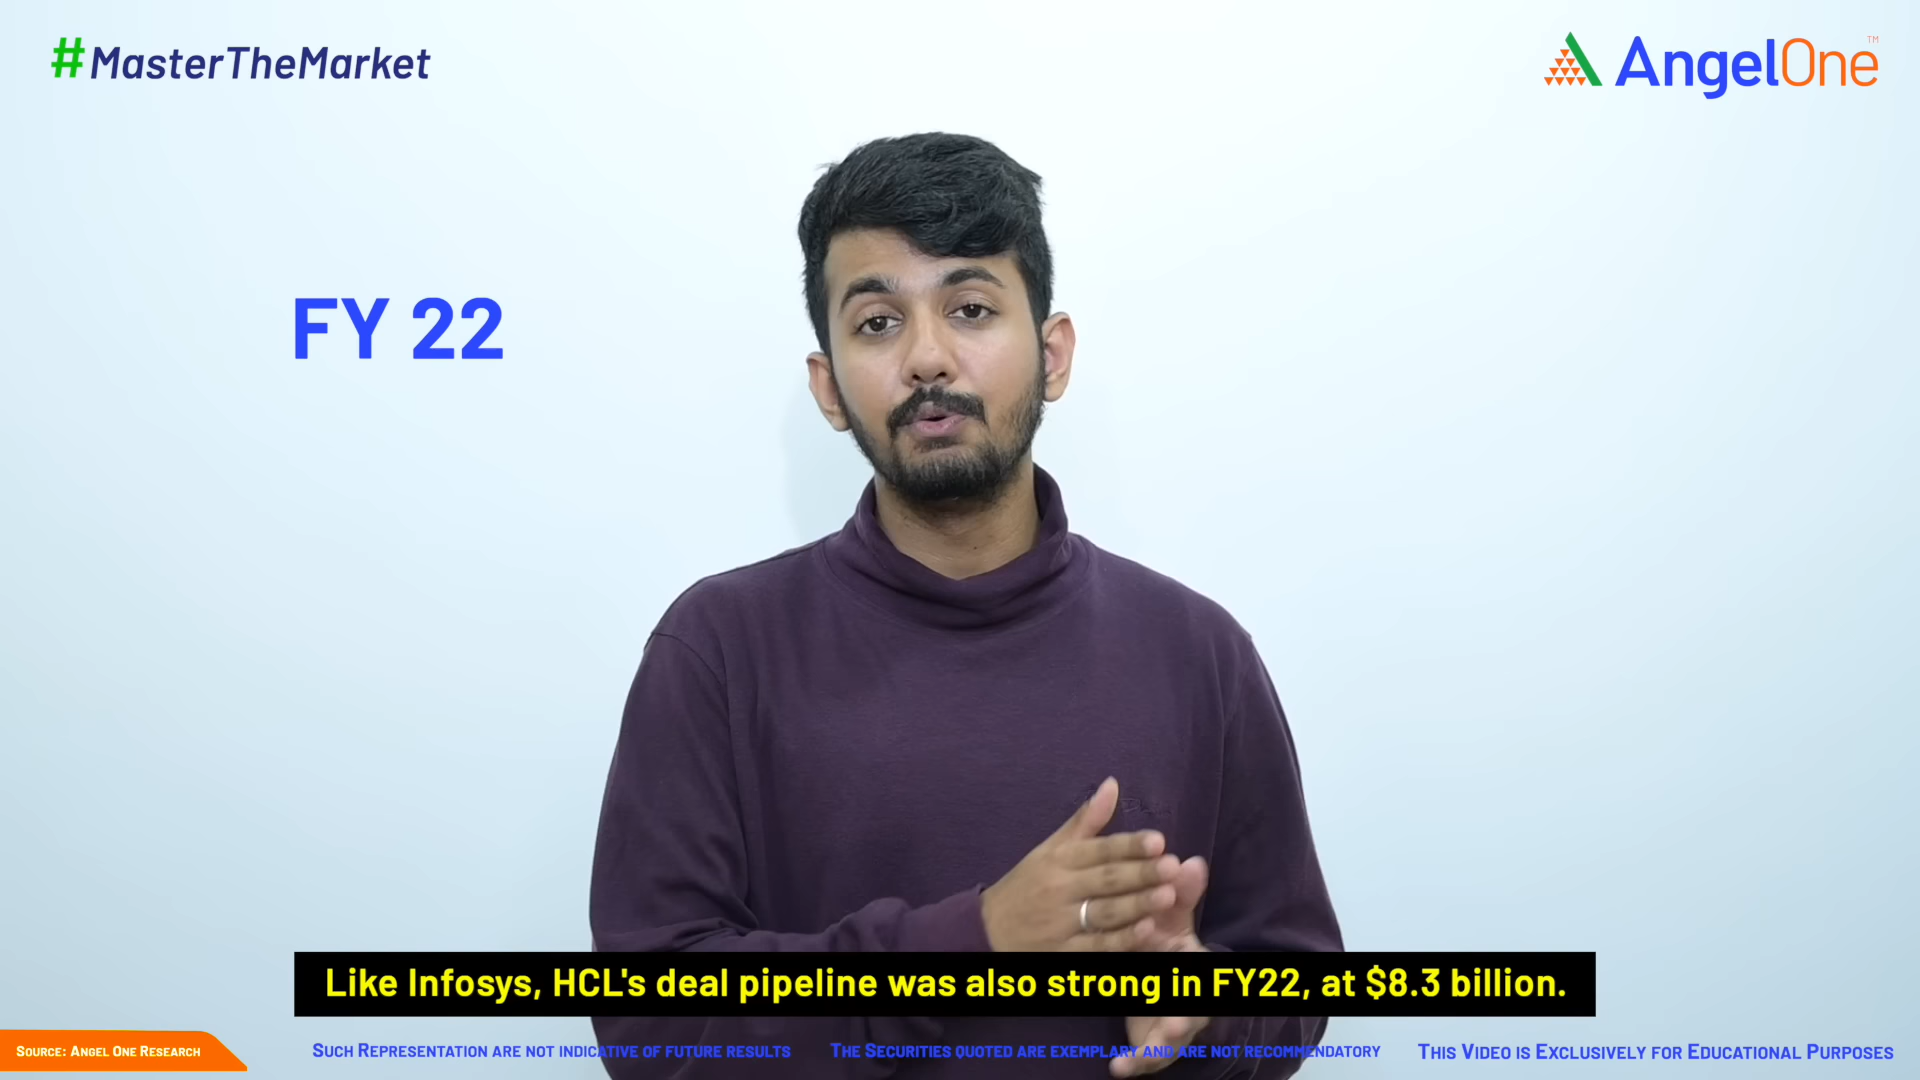 #MasterTheMarket
AngelOne
TM
FY 22
Like Infosys, HCL's deal pipeline was also strong in FY22, at $8.3 billion.
SOURCE: ANGEL ONE RESEARCH
SUCH REPRESENTATION ARE NOT INDICATIVE OF FUTURE RESULTS
THE SECURITIES QUOTED ARE EXEMPLARY AND ARE NOT RECOMMENDATORY
THIS VIDEO IS EXCLUSIVELY FOR EDUCATIONAL PURPOSES